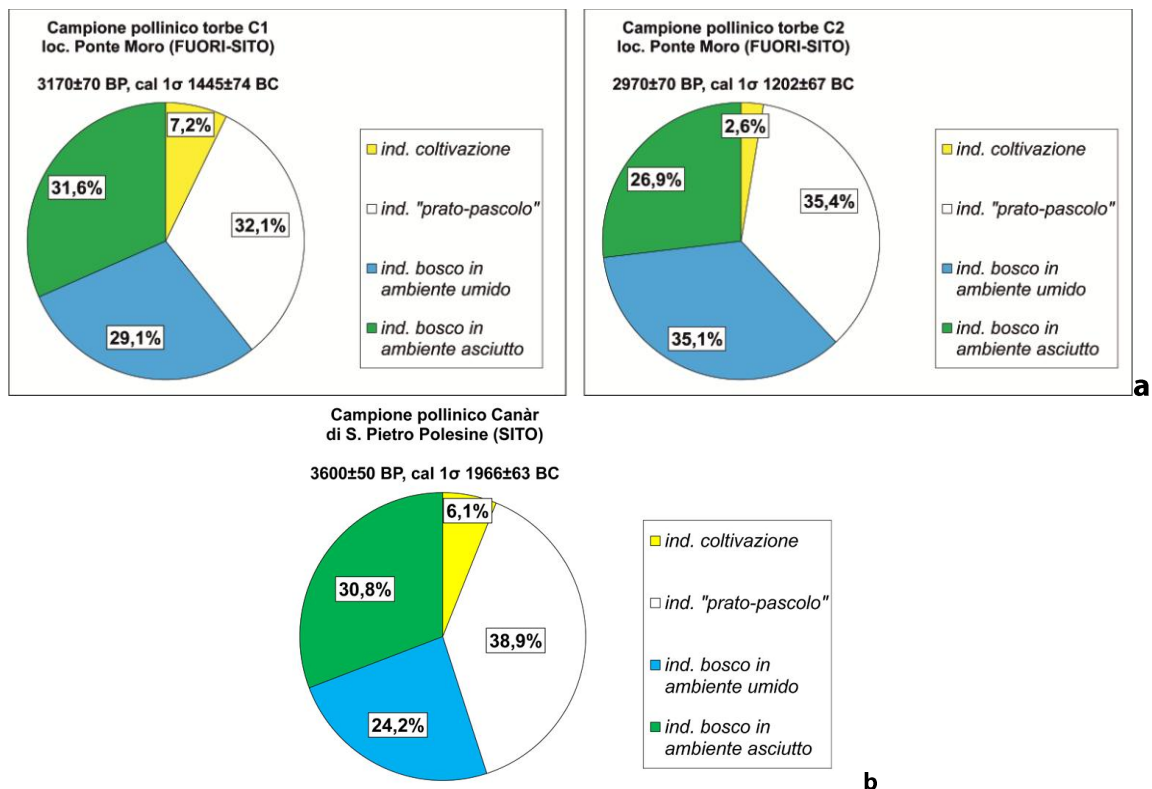 Campione pollinico torbe C1
loc. Ponte Moro (FUORI-SITO)
3170±70 BP, cal 1σ 1445±74 BC
7,2%
31,6%
32,1%
29,1%
ind. coltivazione
ind. "prato-pascolo"
ind. bosco in
ambiente umido
ind. bosco in
ambiente asciutto
Campione pollinico torbe C2
loc. Ponte Moro (FUORI-SITO)
2970±70 BP, cal 1σ 1202±67 BC
2,6%
26,9%
35,4%
35,1%
ind. coltivazione
ind. "prato-pascolo"
ind. bosco in
ambiente umido
ind. bosco in
ambiente asciutto
a
Campione pollinico Canàr
di S. Pietro Polesine (SITO)
3600±50 BP, cal 1σ 1966±63 BC
6,1%
30,8%
38,9%
24,2%
ind. coltivazione
ind. "prato-pascolo"
ind. bosco in
ambiente umido
ind. bosco in
ambiente asciutto
b